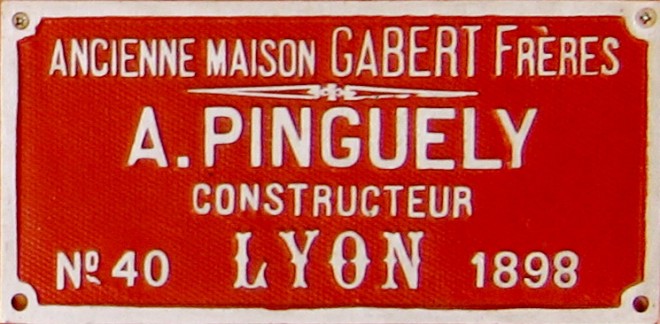 ANCIENNE MAISON GABERT FRÈRES
A. PINGUELY
CONSTRUCTEUR
Nº 40 LYON 1898